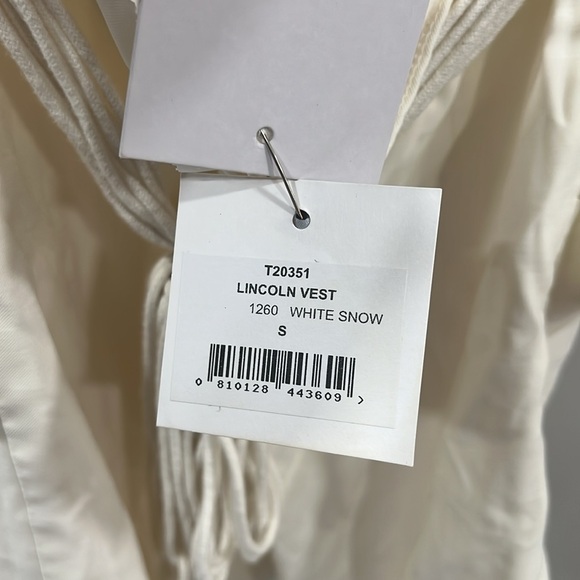 T20351
LINCOLN VEST
1260 WHITE SNOW
S
0 810128 443609 >